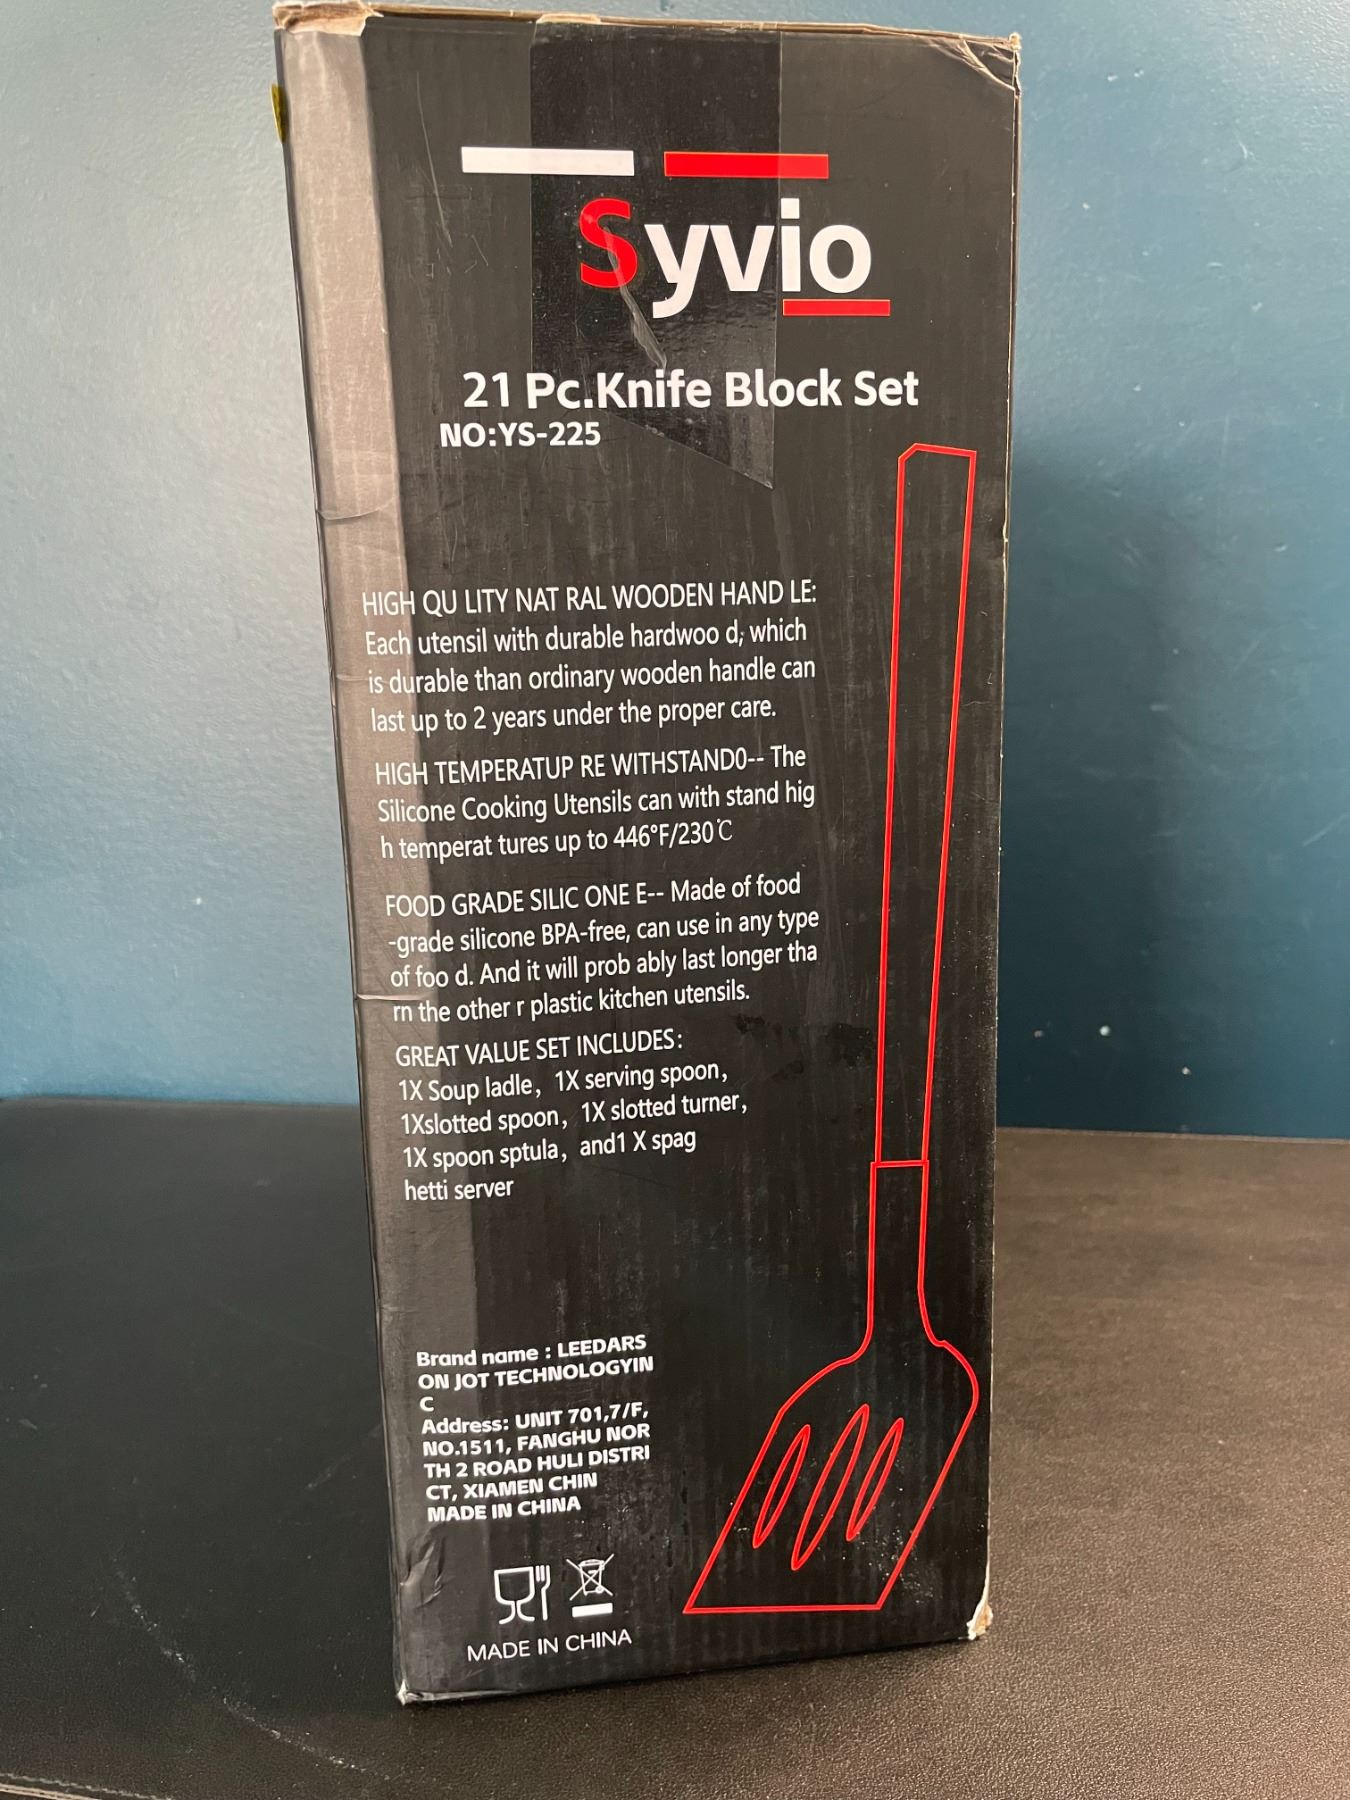 Syvio
21 Pc.Knife Block Set
NO:YS-225
HIGH QU LITY NAT RAL WOODEN HAND LE:
Each utensil with durable hardwoo d, which
is durable than ordinary wooden handle can
last up to 2 years under the proper care.
HIGH TEMPERATUP RE WITHSTAND0-- The
Silicone Cooking Utensils can with stand hig
h temperat tures up to 446°F/230℃
FOOD GRADE SILIC ONE E-- Made of food
-grade silicone BPA-free, can use in any type
of foo d. And it will prob ably last longer tha
rn the other r plastic kitchen utensils.
GREAT VALUE SET INCLUDES:
1X Soup ladle, 1X serving spoon,
1Xslotted spoon, 1X slotted turner,
1X spoon sptula, and1 X spag
hetti server
Brand name : LEEDARS
ON JOT TECHNOLOGYIN
C
Address: UNIT 701,7/F,
NO.1511, FANGHU NOR
TH 2 ROAD HULI DISTRI
CT, XIAMEN CHIN
MADE IN CHINA
MADE IN CHINA